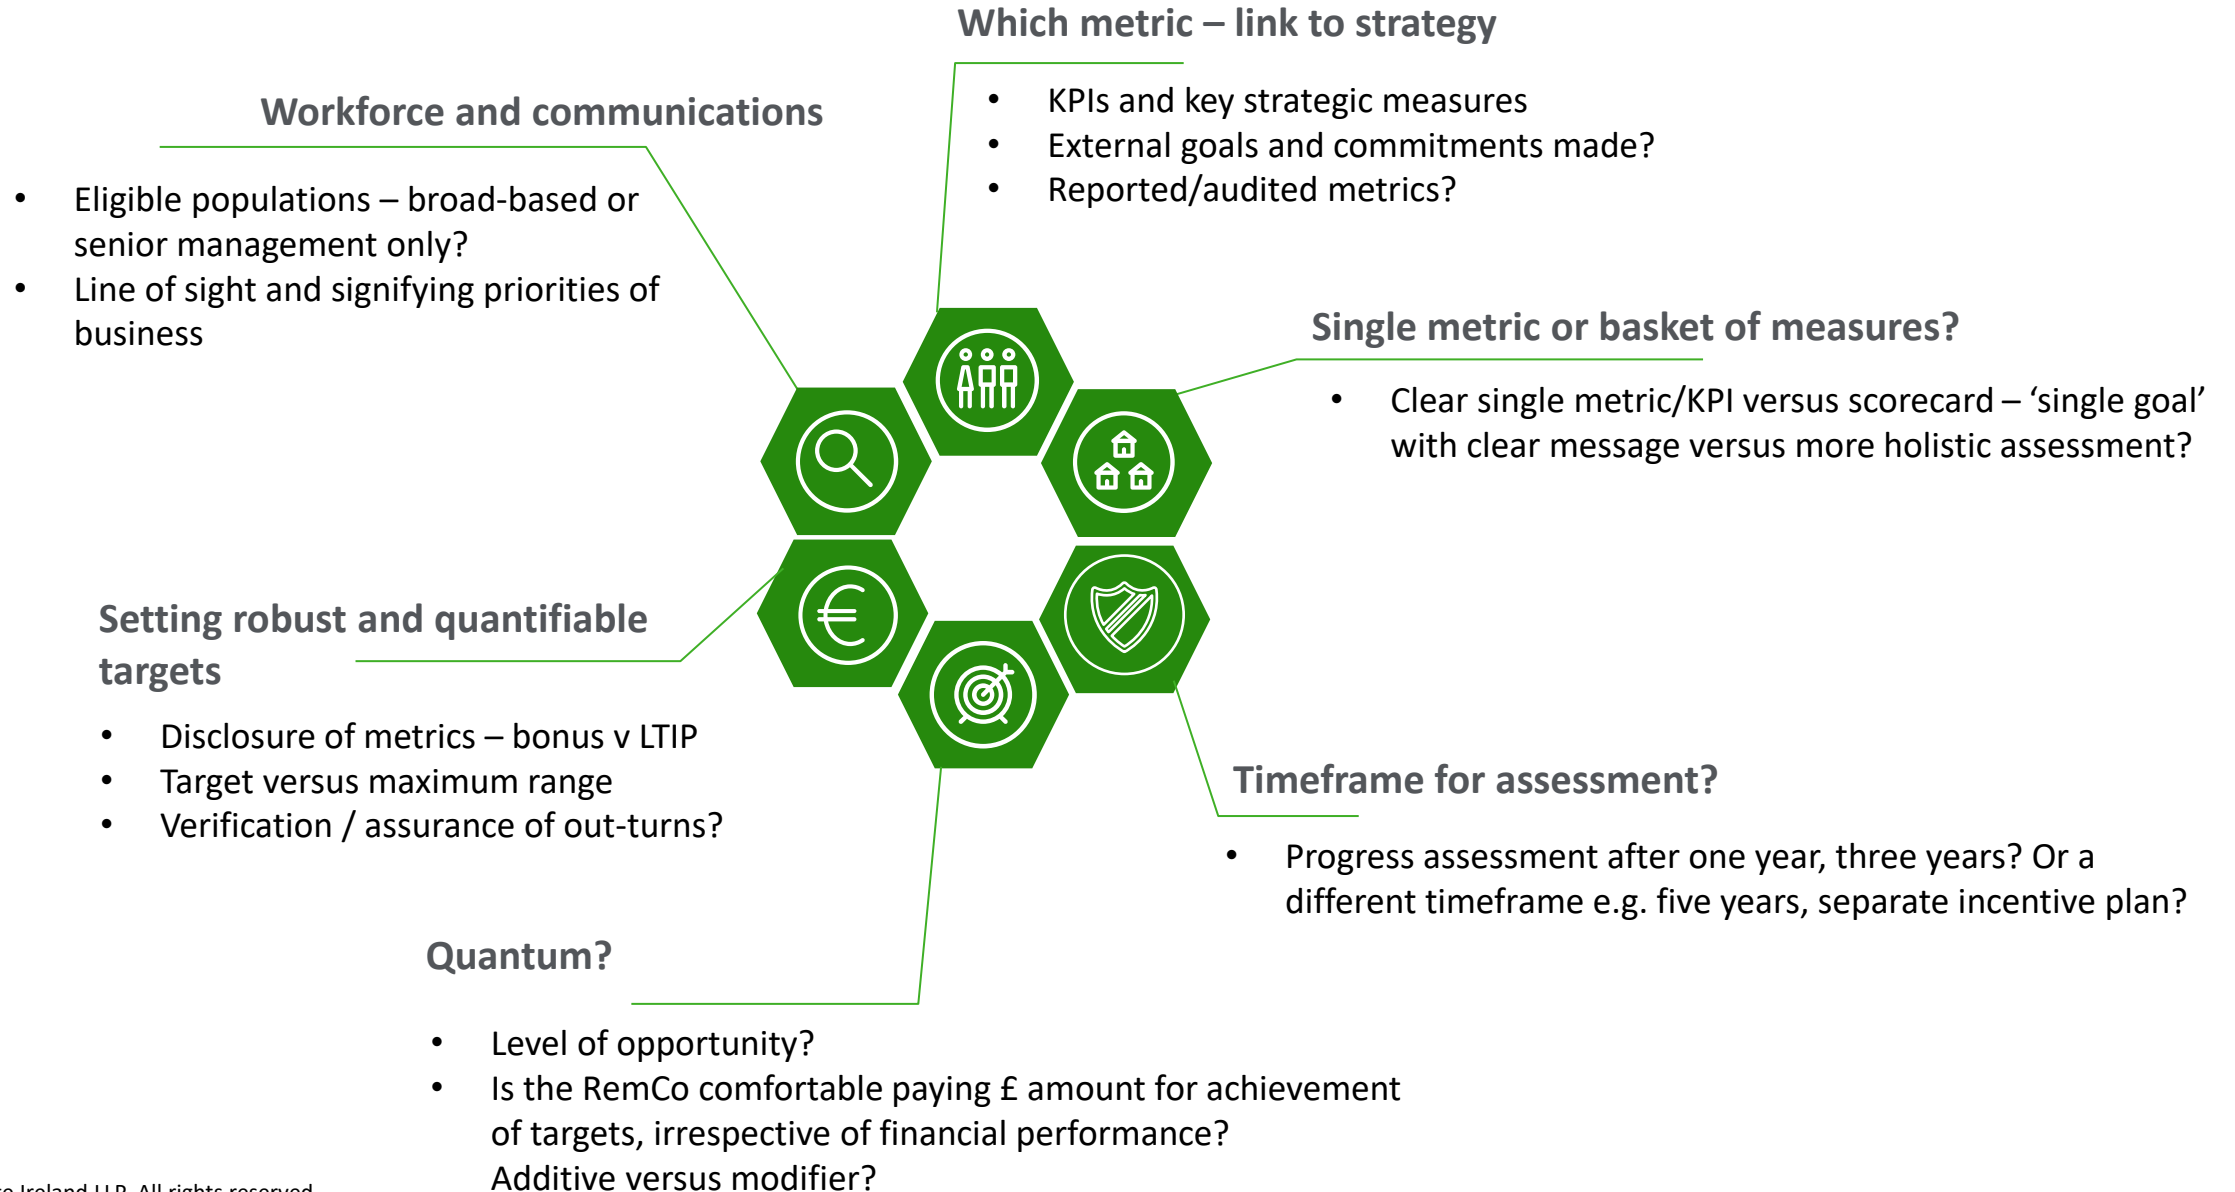 Which metric – link to strategy
• KPIs and key strategic measures
• External goals and commitments made?
• Reported/audited metrics?
Workforce and communications
• Eligible populations – broad-based or
senior management only?
• Line of sight and signifying priorities of
business
Single metric or basket of measures?
• Clear single metric/KPI versus scorecard – ‘single goal’
with clear message versus more holistic assessment?
€
Setting robust and quantifiable
targets
• Disclosure of metrics – bonus v LTIP
• Target versus maximum range
• Verification / assurance of out-turns?
Timeframe for assessment?
• Progress assessment after one year, three years? Or a
different timeframe e.g. five years, separate incentive plan?
Quantum?
• Level of opportunity?
• Is the RemCo comfortable paying £ amount for achievement
of targets, irrespective of financial performance?
Additive versus modifier?
Ireland LLP. All rights reserved